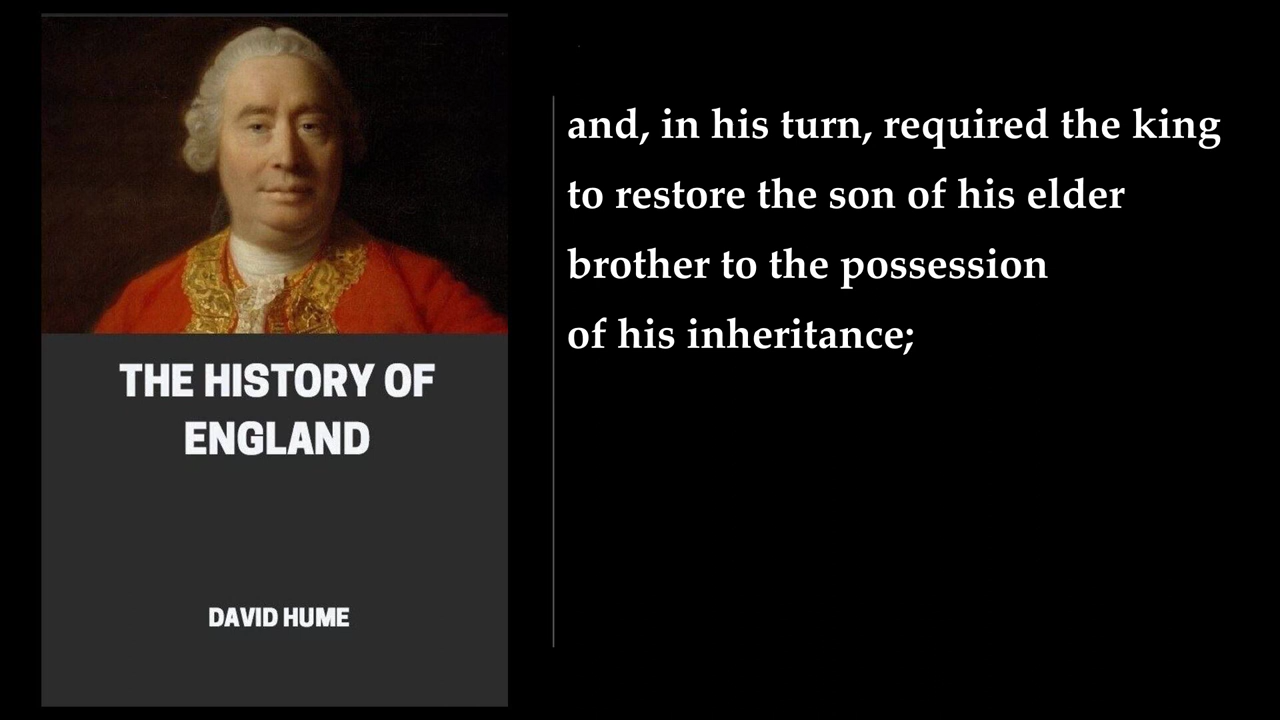 THE HISTORY OF
ENGLAND
DAVID HUME
and, in his turn, required the king
to restore the son of his elder
brother to the possession
of his inheritance;